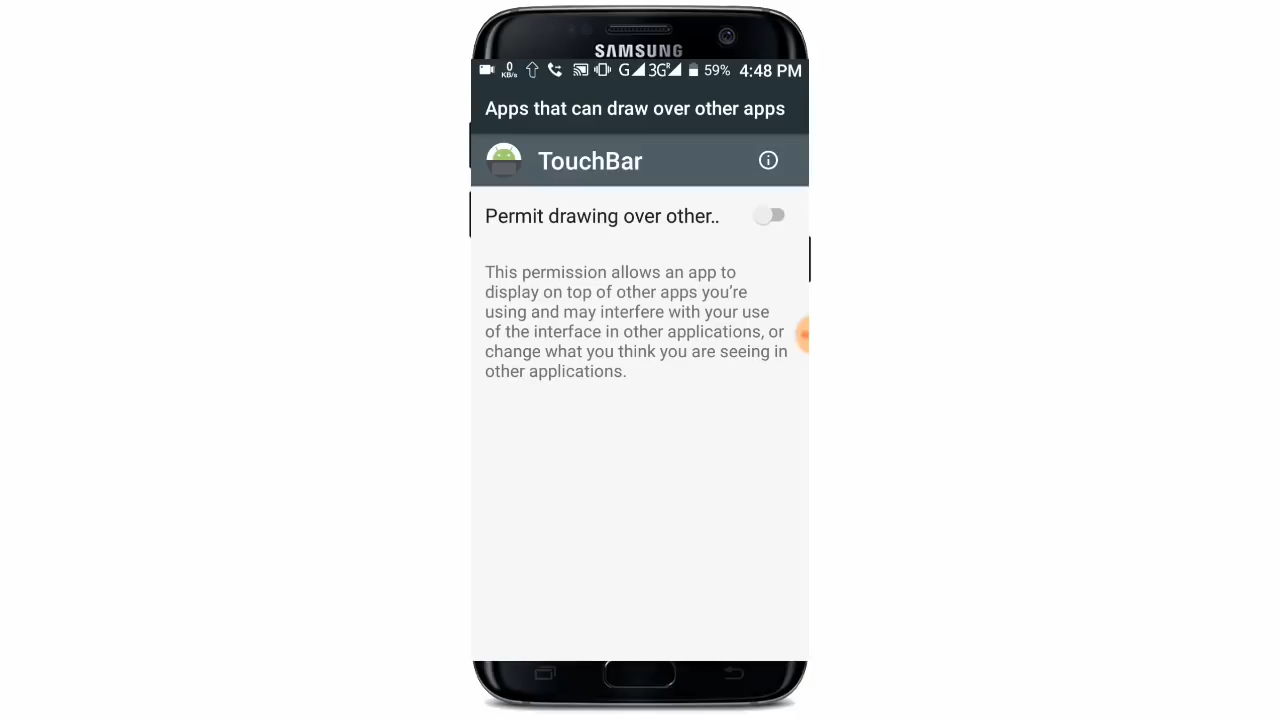 SAMSUNG
0 KB/s G 3G R 59% 4:48 PM
Apps that can draw over other apps
TouchBar
Permit drawing over other..
This permission allows an app to
display on top of other apps you’re
using and may interfere with your use
of the interface in other applications, or
change what you think you are seeing in
other applications.